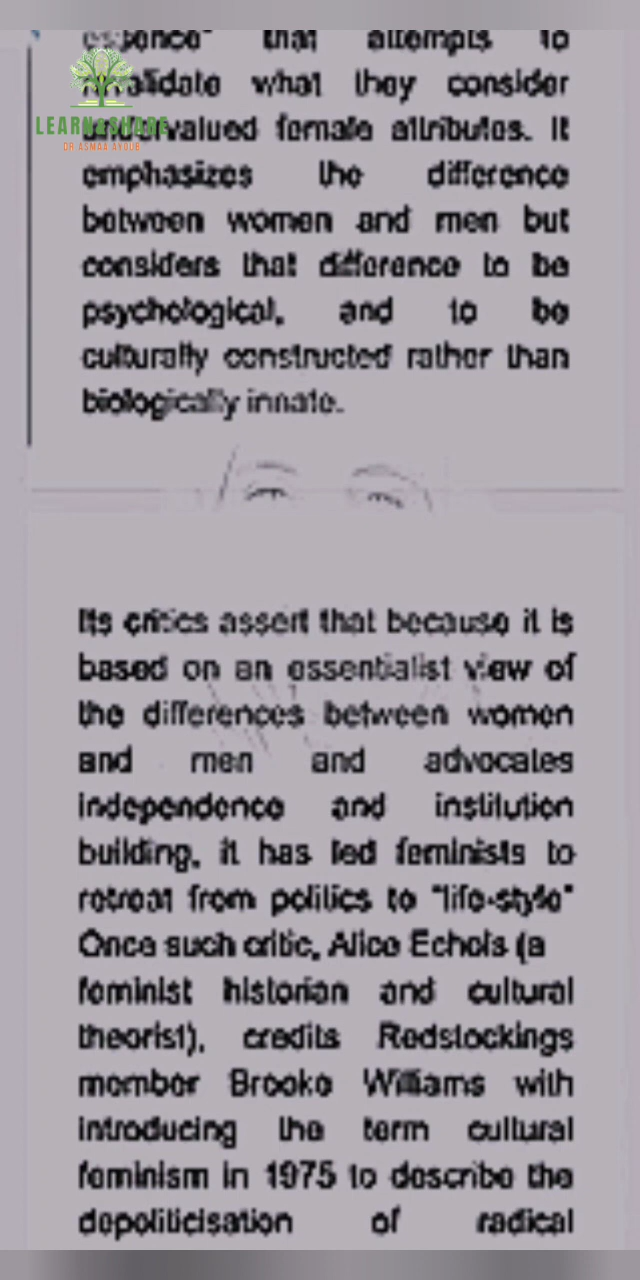 essence" that attempts to
revalidate what they consider
undervalued female attributes. It
emphasizes the difference
between women and men but
considers that difference to be
psychological, and to be
culturally constructed rather than
biologically innate.
LEARN&SHARE
DR ASMAA AYOUB
Its critics assert that because it is
based on an essentialist view of
the differences between women
and men and advocates
independence and institution
building, it has led feminists to
retreat from politics to "life-style"
Once such critic, Alice Echols (a
feminist historian and cultural
theorist), credits Redstockings
member Brooke Williams with
introducing the term cultural
feminism in 1975 to describe the
depoliticisation of radical